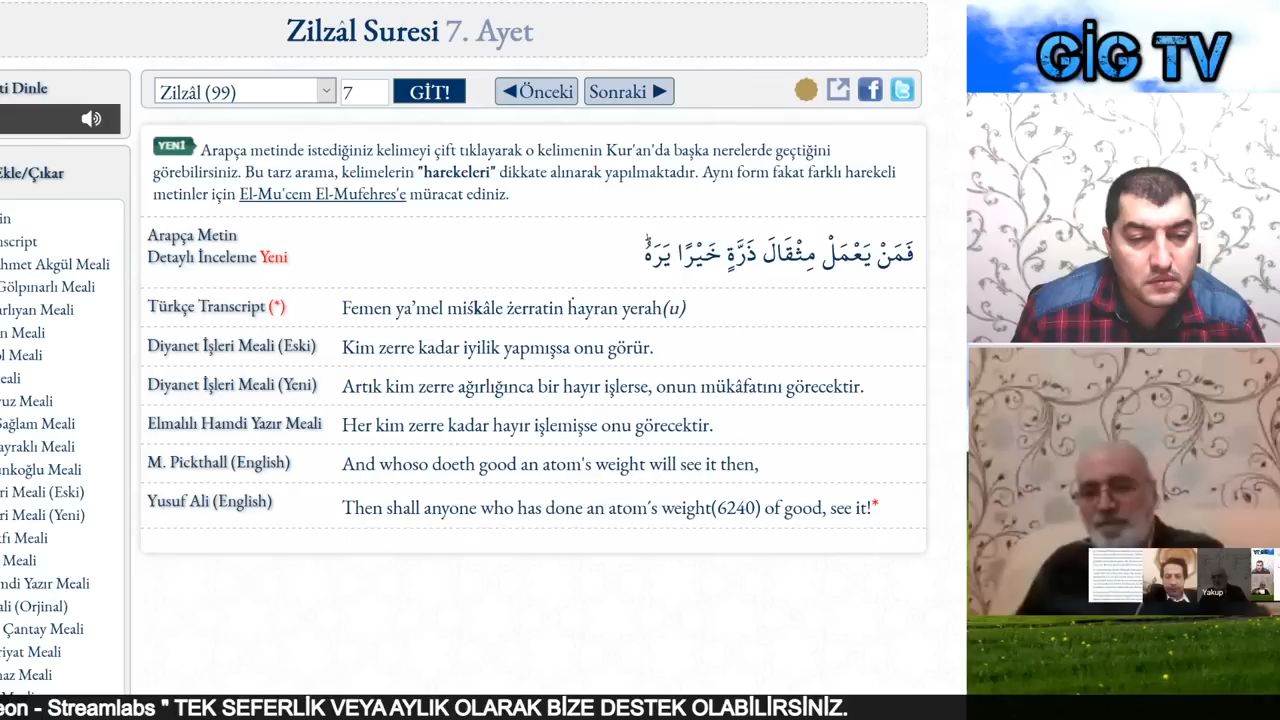 Zilzâl Suresi 7. Ayet
GİG TV
ti Dinle
Zilzâl (99) 7 GİT! ◀Önceki Sonraki ▶
Ekle/Çıkar
YENİ Arapça metinde istediğiniz kelimeyi çift tıklayarak o kelimenin Kur'an'da başka nerelerde geçtiğini
görebilirsiniz. Bu tarz arama, kelimelerin "harekeleri" dikkate alınarak yapılmaktadır. Aynı form fakat farklı harekeli
metinler için El-Mu'cem El-Mufehres'e müracat ediniz.
in
nscript
hmet Akgül Meali
Gölpınarlı Meali
arlıyan Meali
n Meali
ol Meali
eali
uz Meali
Sağlam Meali
ayraklı Meali
nkoğlu Meali
ri Meali (Eski)
ri Meali (Yeni)
kfı Meali
Meali
mdi Yazır Meali
ali (Orjinal)
Çantay Meali
riyat Meali
naz Meali
Arapça Metin
Detaylı İnceleme Yeni
فَمَنْ يَعْمَلْ مِثْقَالَ ذَرَّةٍ خَيْرًا يَرَهُۜ
Türkçe Transcript (*) Femen ya’mel miśkâle żerratin ḣayran yerah(u)
Diyanet İşleri Meali (Eski) Kim zerre kadar iyilik yapmışsa onu görür.
Diyanet İşleri Meali (Yeni) Artık kim zerre ağırlığınca bir hayır işlerse, onun mükâfatını görecektir.
Elmalılı Hamdi Yazır Meali Her kim zerre kadar hayır işlemişse onu görecektir.
M. Pickthall (English) And whoso doeth good an atom's weight will see it then,
Yusuf Ali (English) Then shall anyone who has done an atom´s weight(6240) of good, see it!*
Yakup
eon - Streamlabs " TEK SEFERLİK VEYA AYLIK OLARAK BİZE DESTEK OLABİLİRSİNİZ.